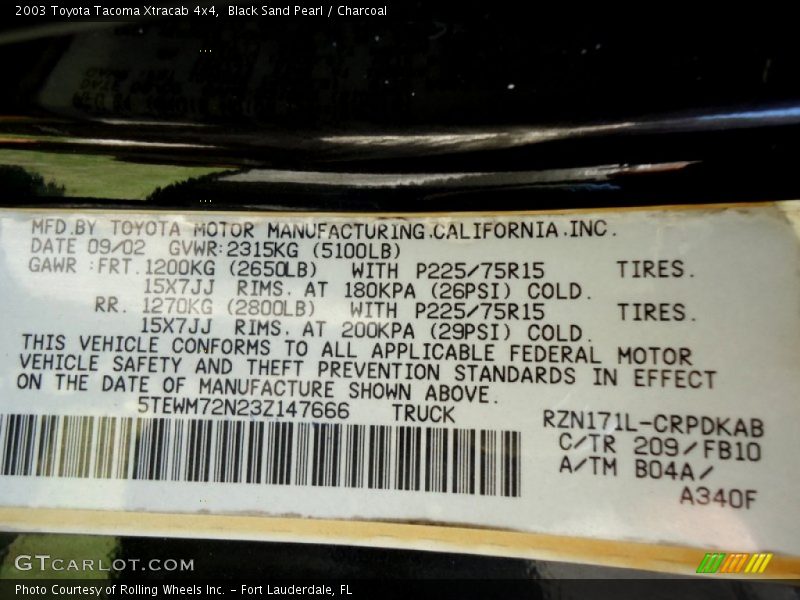 2003 Toyota Tacoma Xtracab 4x4, Black Sand Pearl / Charcoal
MFD.BY TOYOTA MOTOR MANUFACTURING.CALIFORNIA.INC.
DATE 09/02 GVWR:2315KG (5100LB)
GAWR :FRT.1200KG (2650LB) WITH P225/75R15 TIRES.
15X7JJ RIMS. AT 180KPA (26PSI) COLD.
RR. 1270KG (2800LB) WITH P225/75R15 TIRES.
15X7JJ RIMS. AT 200KPA (29PSI) COLD.
THIS VEHICLE CONFORMS TO ALL APPLICABLE FEDERAL MOTOR
VEHICLE SAFETY AND THEFT PREVENTION STANDARDS IN EFFECT
ON THE DATE OF MANUFACTURE SHOWN ABOVE.
5TEWM72N23Z147666 TRUCK
RZN171L-CRPDKAB
C/TR 209/FB10
A/TM B04A/
A340F
GTCARLOT.COM
Photo Courtesy of Rolling Wheels Inc. - Fort Lauderdale, FL